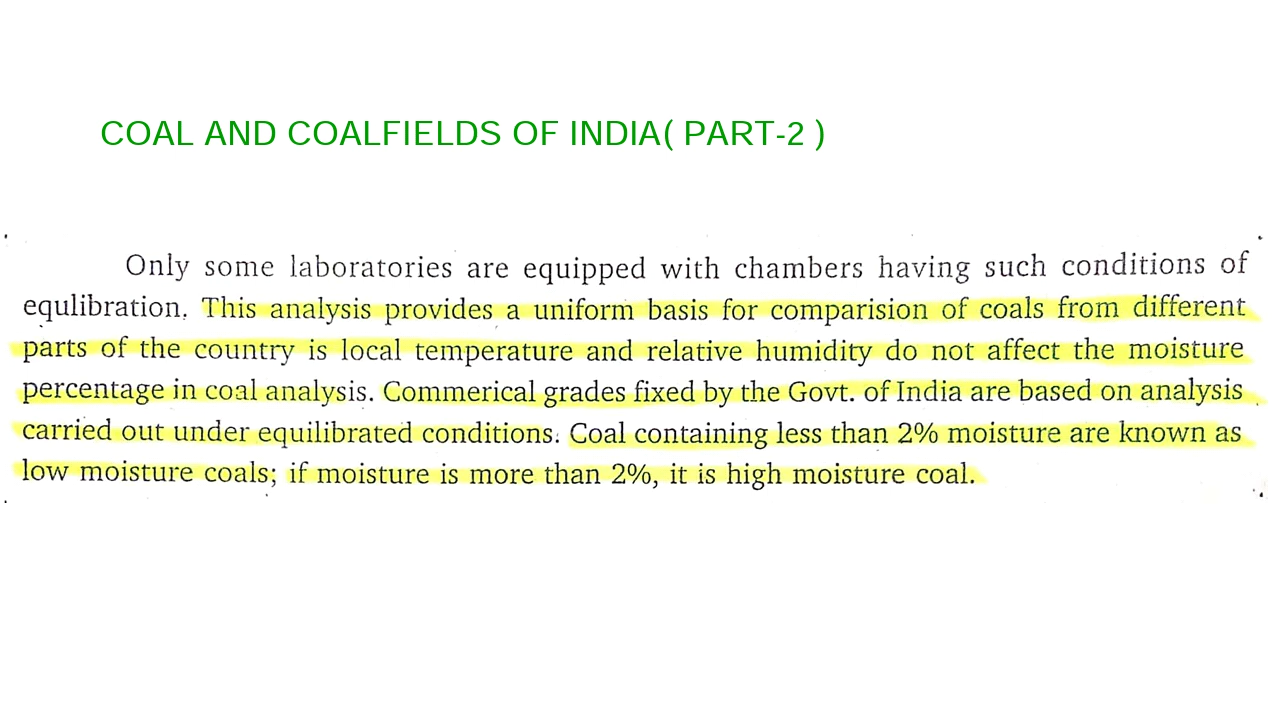 COAL AND COALFIELDS OF INDIA( PART-2 )
Only some laboratories are equipped with chambers having such conditions of
equlibration. This analysis provides a uniform basis for comparision of coals from different
parts of the country is local temperature and relative humidity do not affect the moisture
percentage in coal analysis. Commerical grades fixed by the Govt. of India are based on analysis
carried out under equilibrated conditions. Coal containing less than 2% moisture are known as
low moisture coals; if moisture is more than 2%, it is high moisture coal.